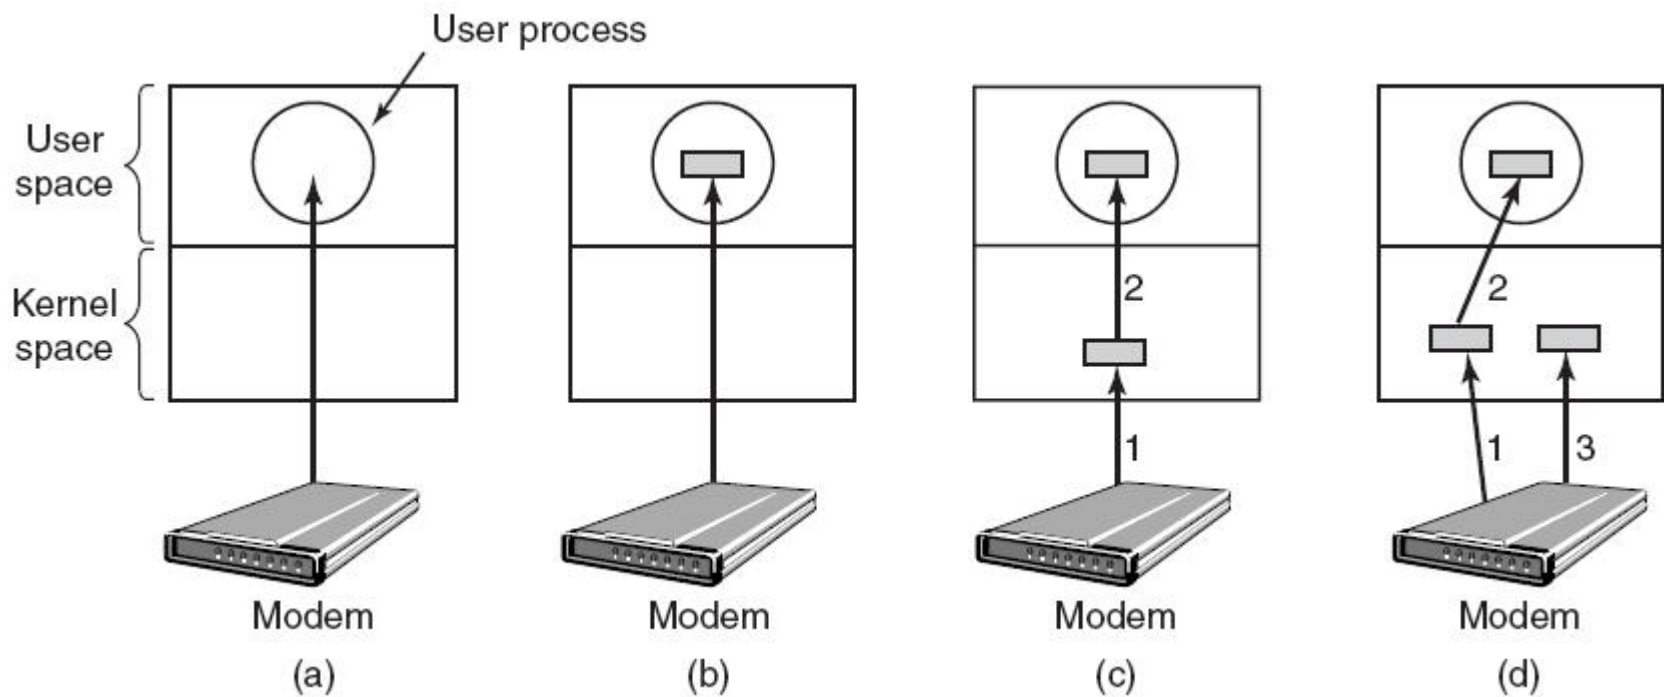 User process
User
space
Kernel
space
2
1
2
1
3
Modem
Modem
Modem
Modem
(a)
(b)
(c)
(d)